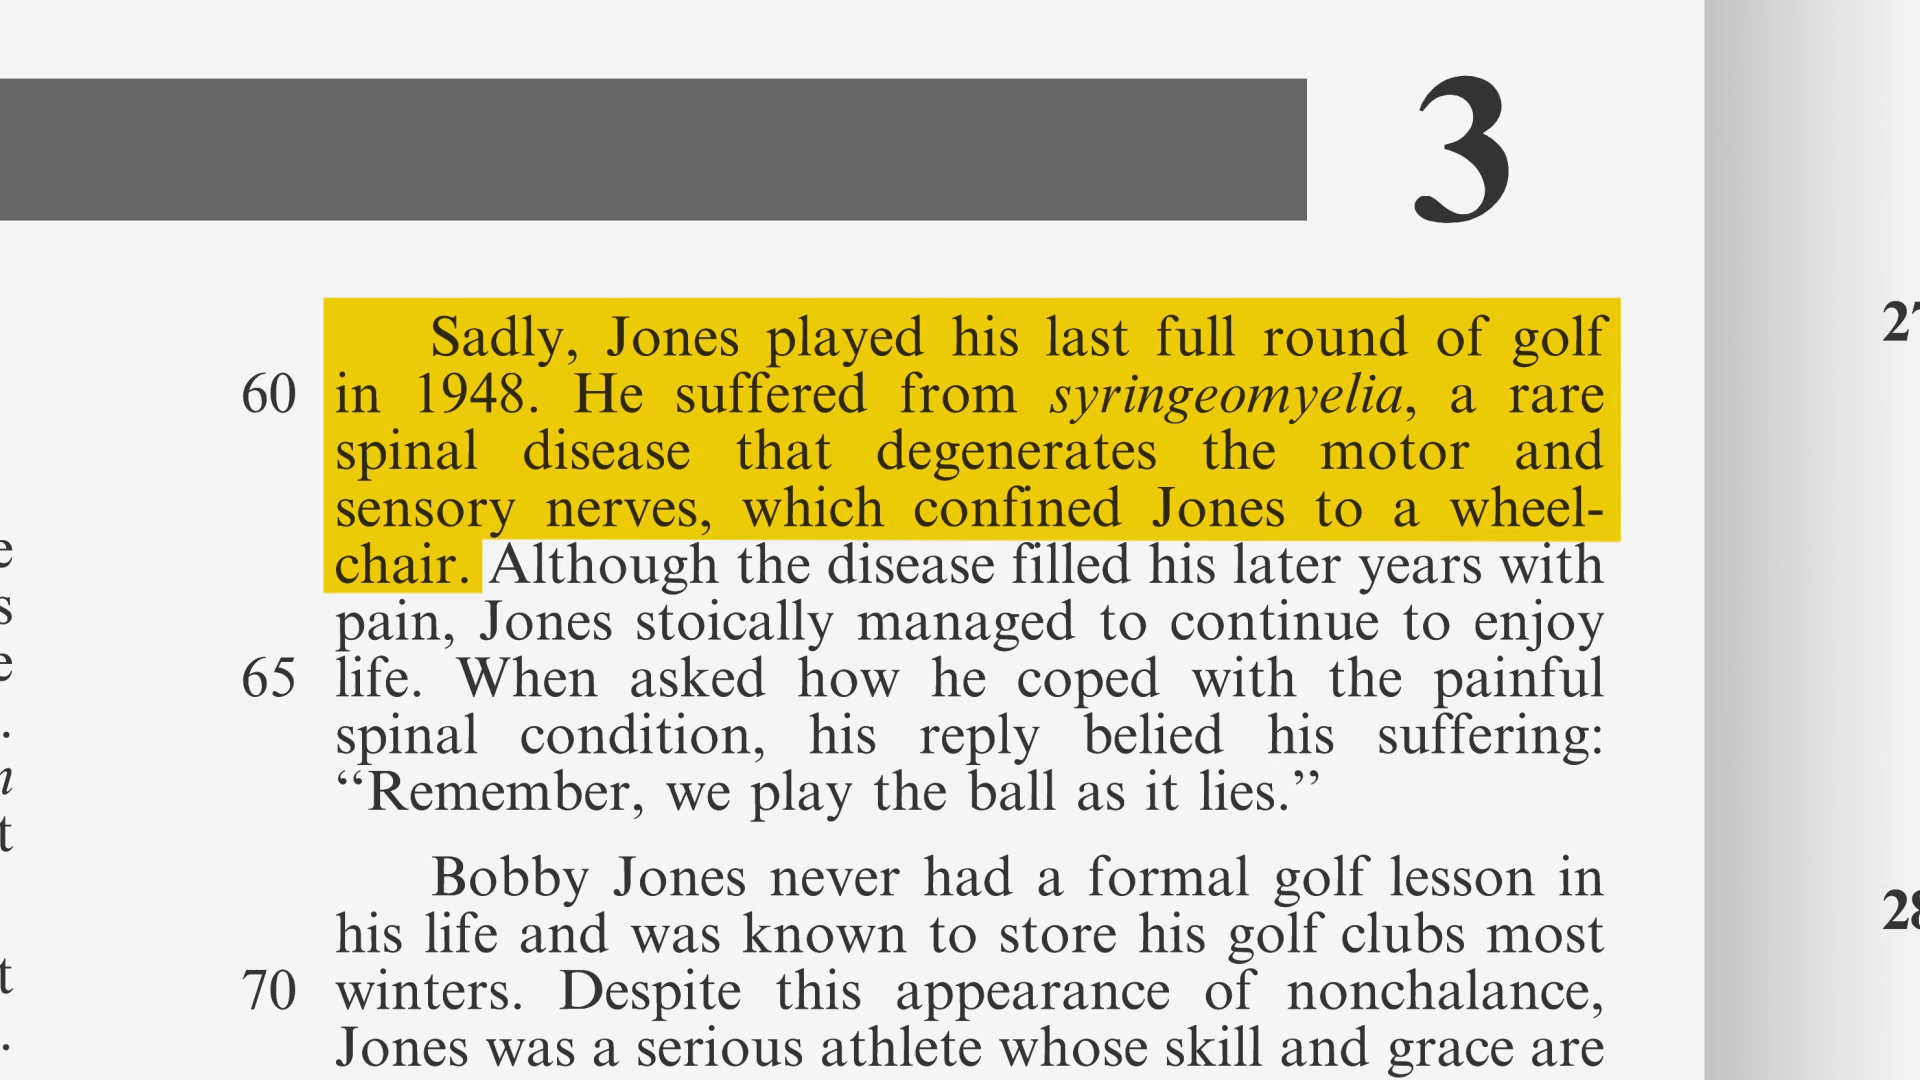 3
Sadly, Jones played his last full round of golf
60 in 1948. He suffered from syringeomyelia, a rare
spinal disease that degenerates the motor and
sensory nerves, which confined Jones to a wheel-
chair. Although the disease filled his later years with
pain, Jones stoically managed to continue to enjoy
65 life. When asked how he coped with the painful
spinal condition, his reply belied his suffering:
“Remember, we play the ball as it lies.”
Bobby Jones never had a formal golf lesson in
his life and was known to store his golf clubs most
70 winters. Despite this appearance of nonchalance,
Jones was a serious athlete whose skill and grace are